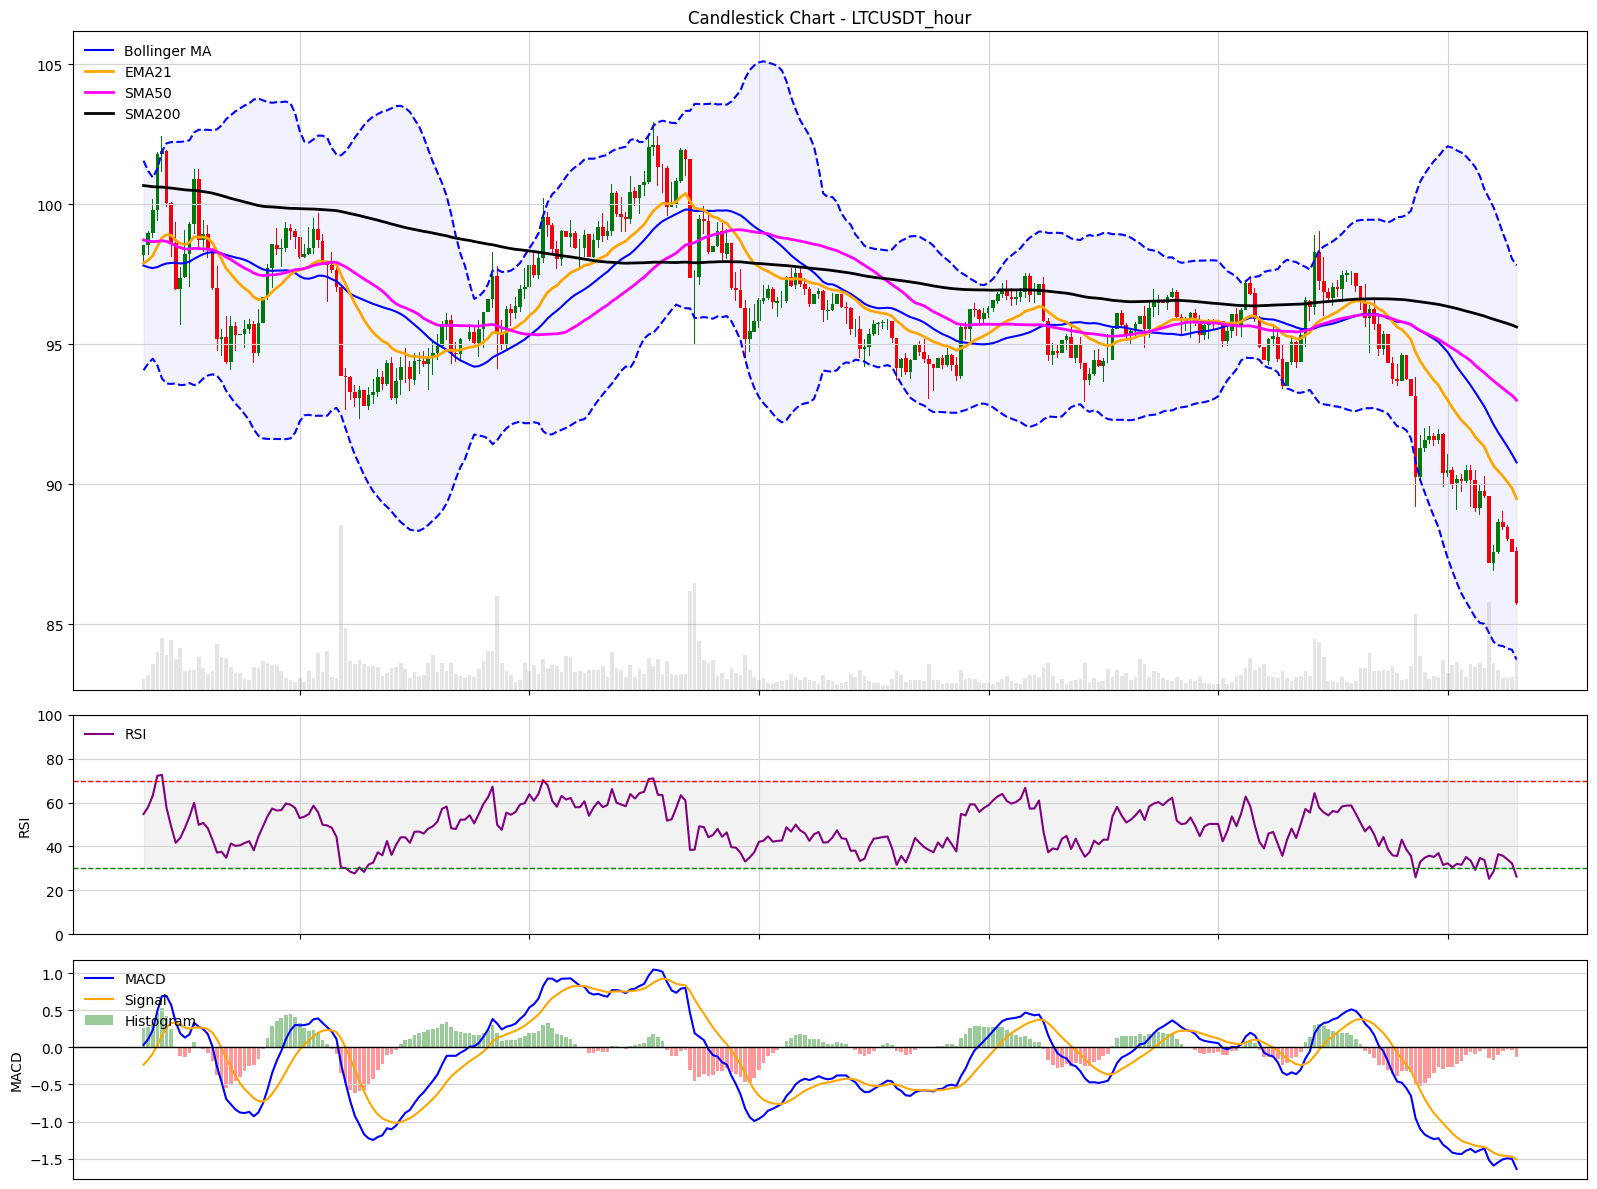 Candlestick Chart - LTCUSDT_hour
Bollinger MA
EMA21
SMA50
SMA200
105
100
95
90
85
RSI
100
80
60
40
20
0
RSI
MACD
Signal
Histogram
1.0
0.5
0.0
−0.5
−1.0
−1.5
MACD